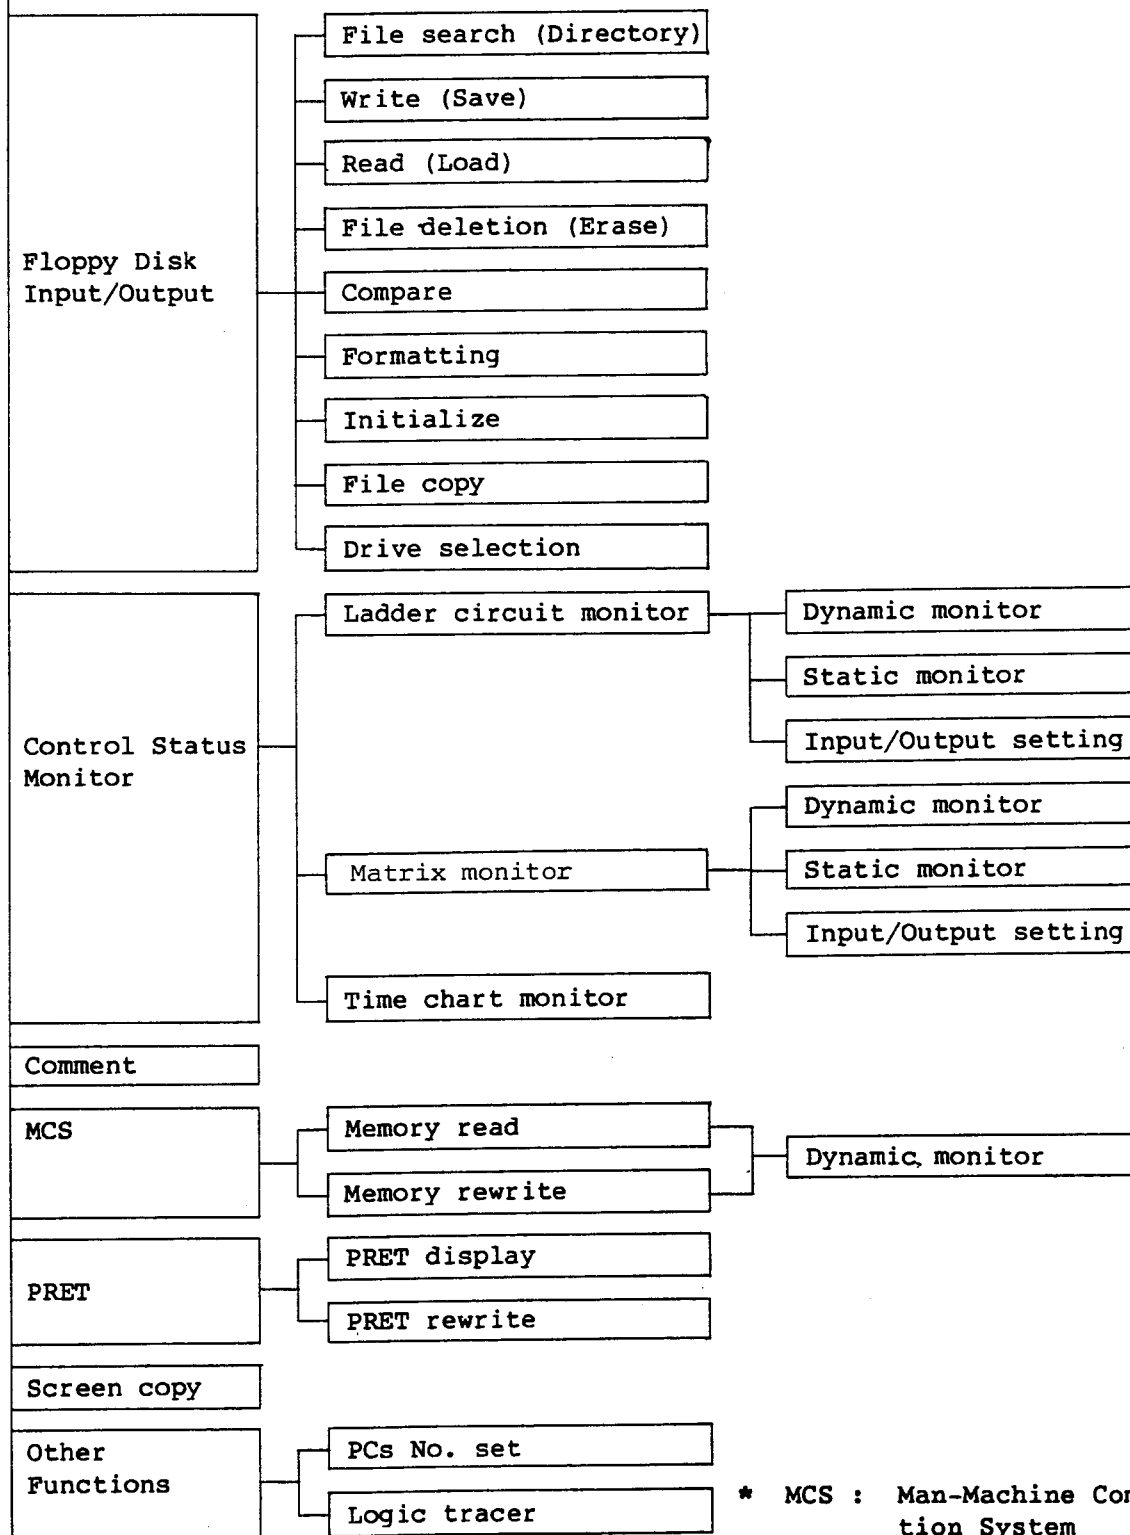 Floppy Disk
Input/Output
File search (Directory)
Write (Save)
Read (Load)
File deletion (Erase)
Compare
Formatting
Initialize
File copy
Drive selection
Control Status
Monitor
Ladder circuit monitor
Dynamic monitor
Static monitor
Input/Output setting
Matrix monitor
Dynamic monitor
Static monitor
Input/Output setting
Time chart monitor
Comment
MCS
Memory read
Memory rewrite
Dynamic monitor
PRET
PRET display
PRET rewrite
Screen copy
Other
Functions
PCs No. set
Logic tracer
* MCS : Man-Machine
tion System